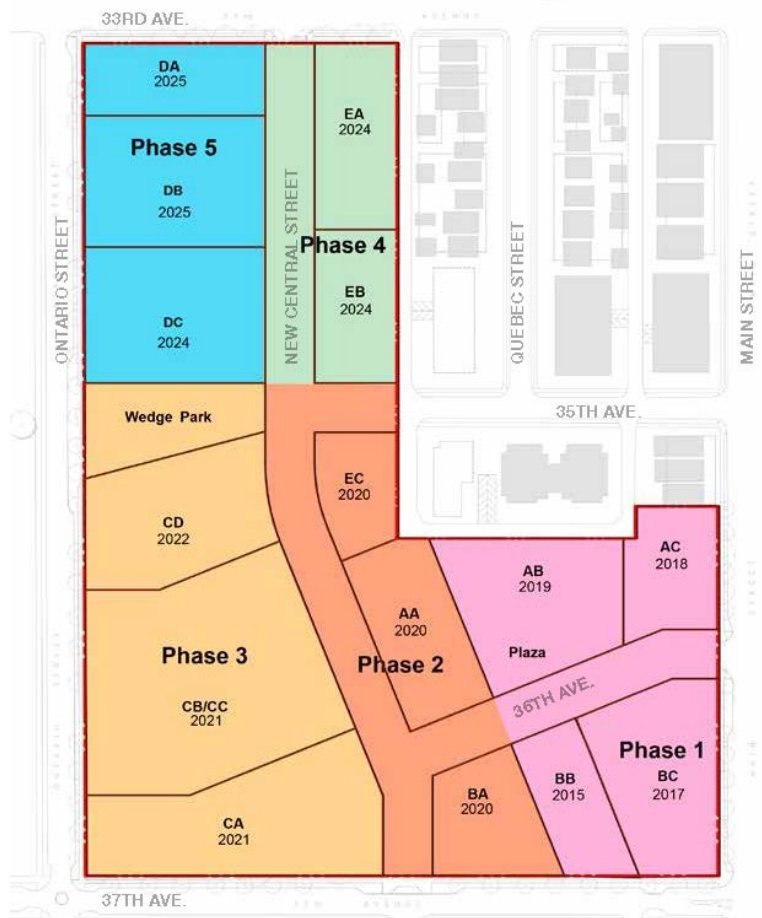 33RD AVE.
AVENUE
DA
2025
EA
2024
Phase 5
DB
2025
NEW CENTRAL STREET
Phase 4
ONTARIO STREET
QUEBEC STREET
MAIN STREET
EB
2024
DC
2024
Wedge Park
35TH AVE.
EC
2020
CD
2022
AC
2018
AB
2019
AA
2020
Plaza
Phase 3
Phase 2
36TH AVE.
CB/CC
2021
Phase 1
BC
2017
BB
2015
BA
2020
CA
2021
37TH AVE.
AVENUE